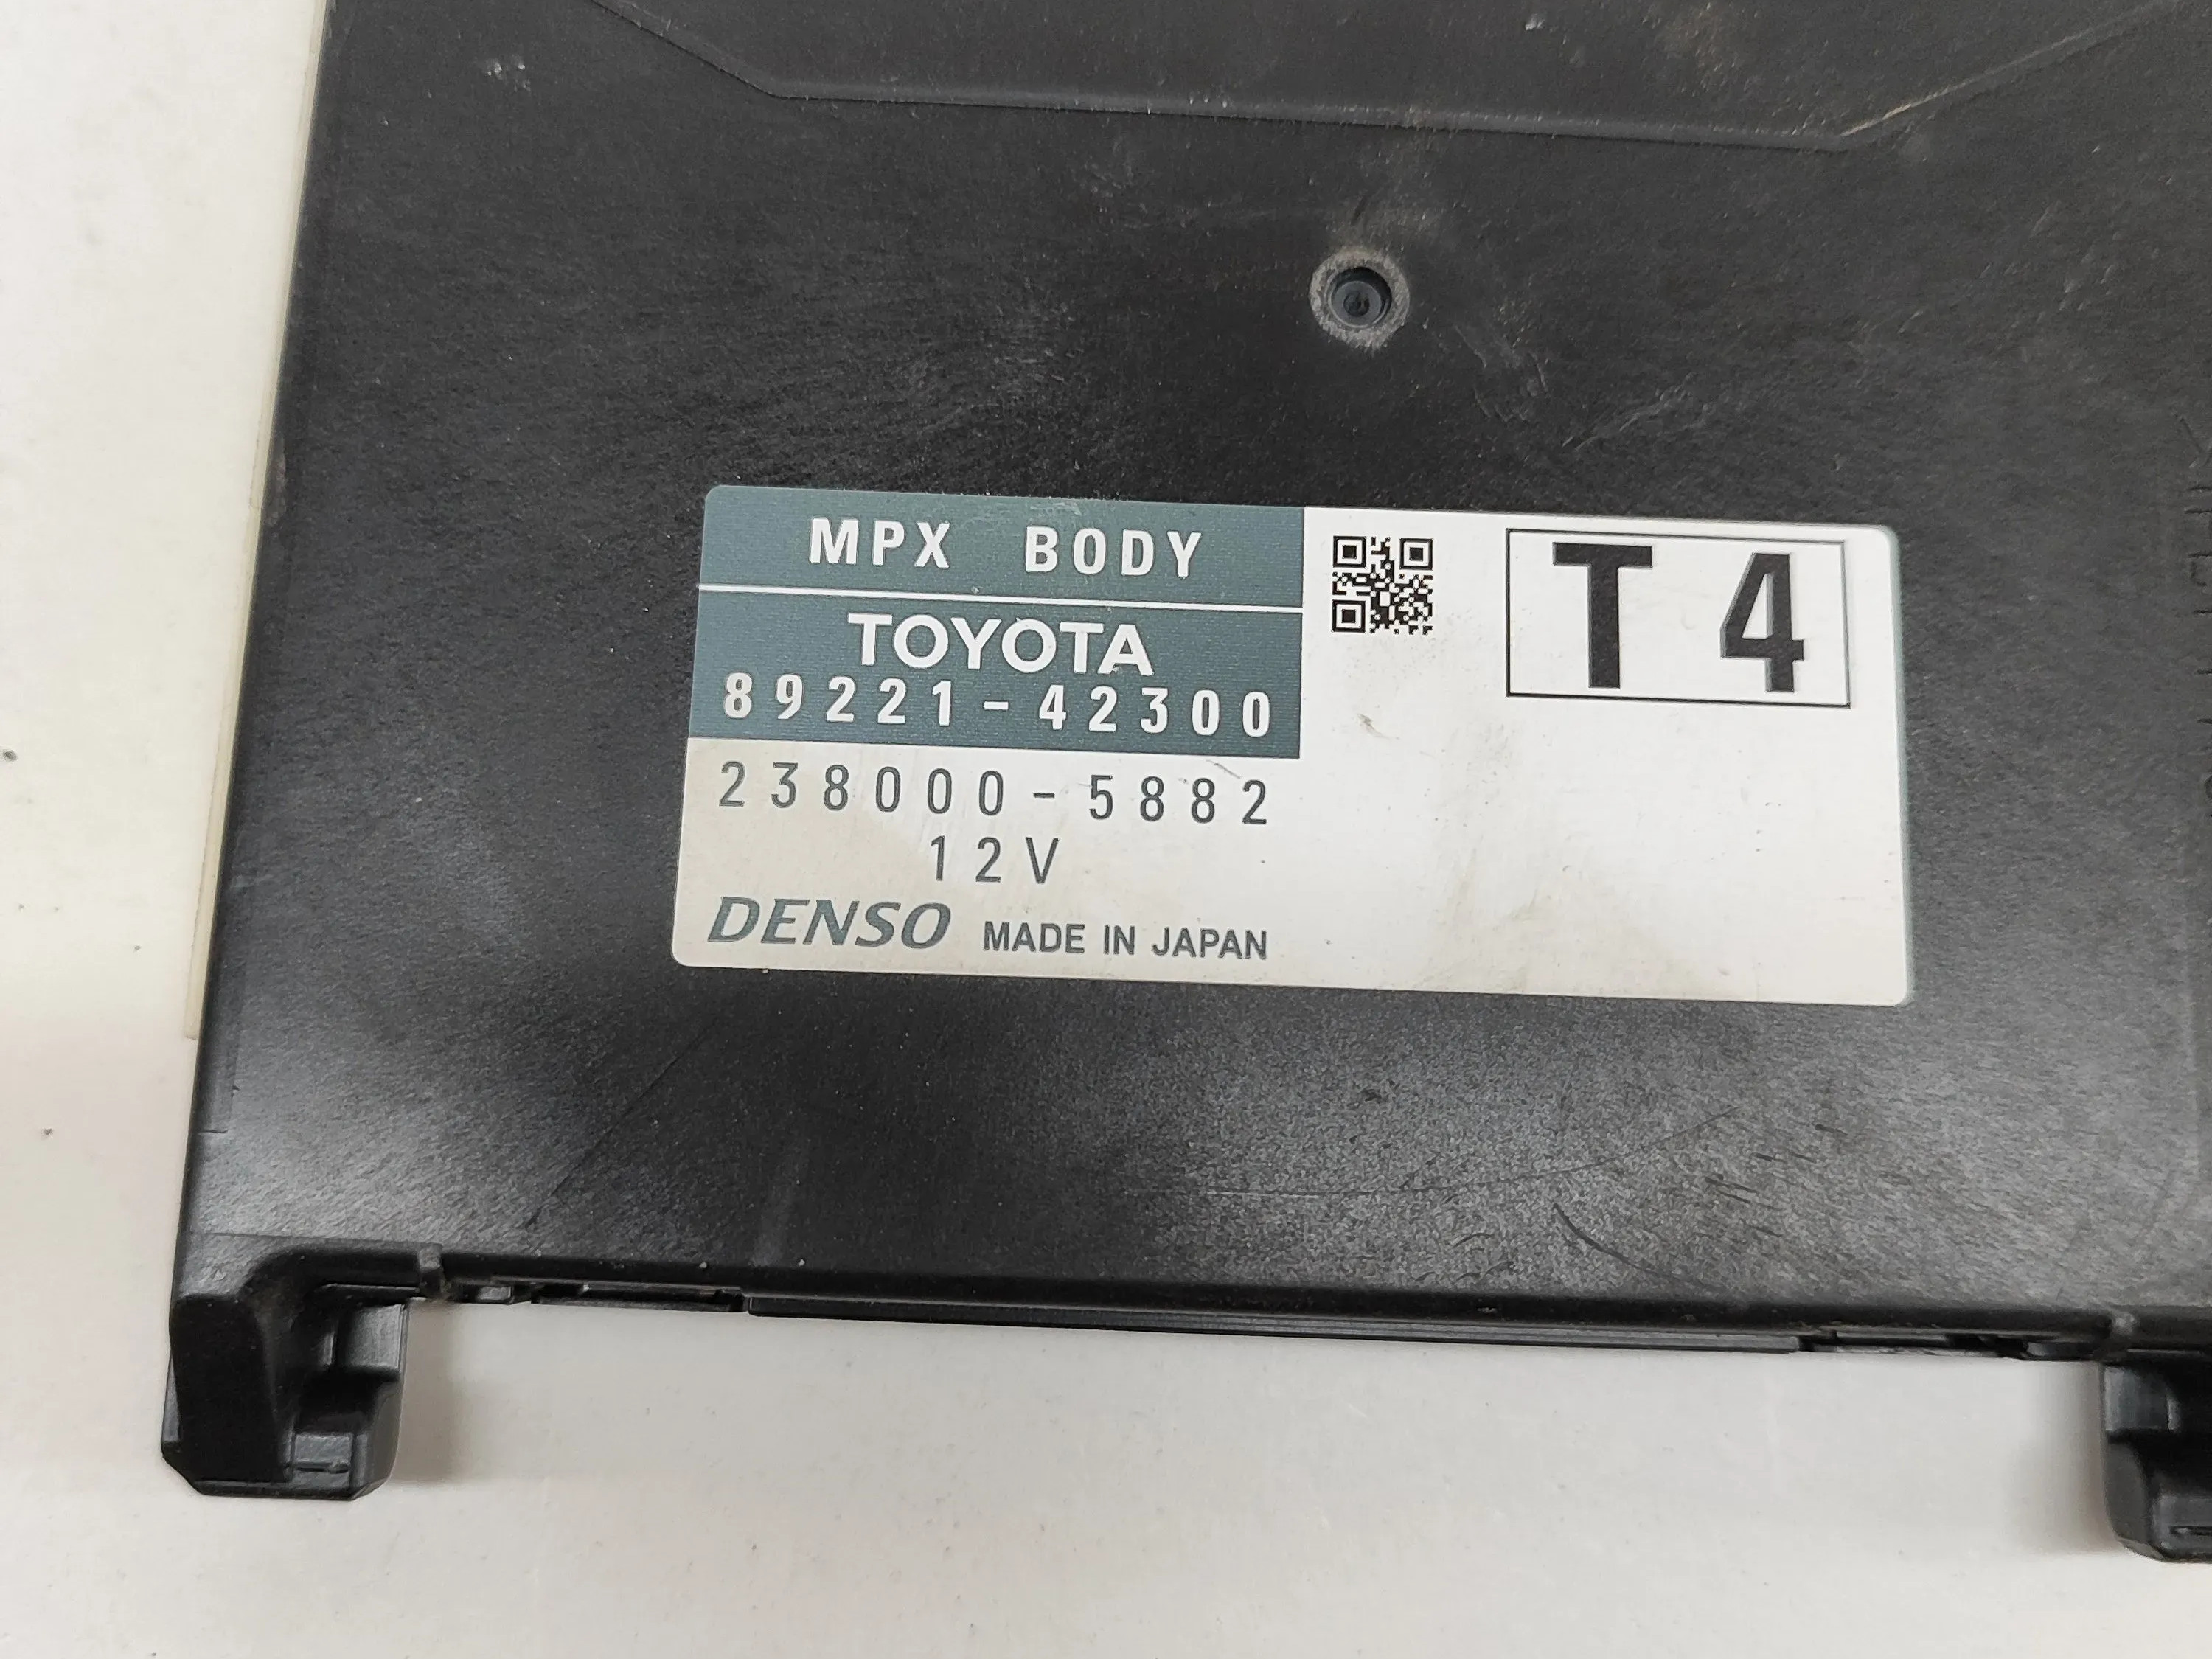 MPX BODY
TOYOTA
89221-42300
238000-5882
12V
DENSO MADE IN JAPAN
T4